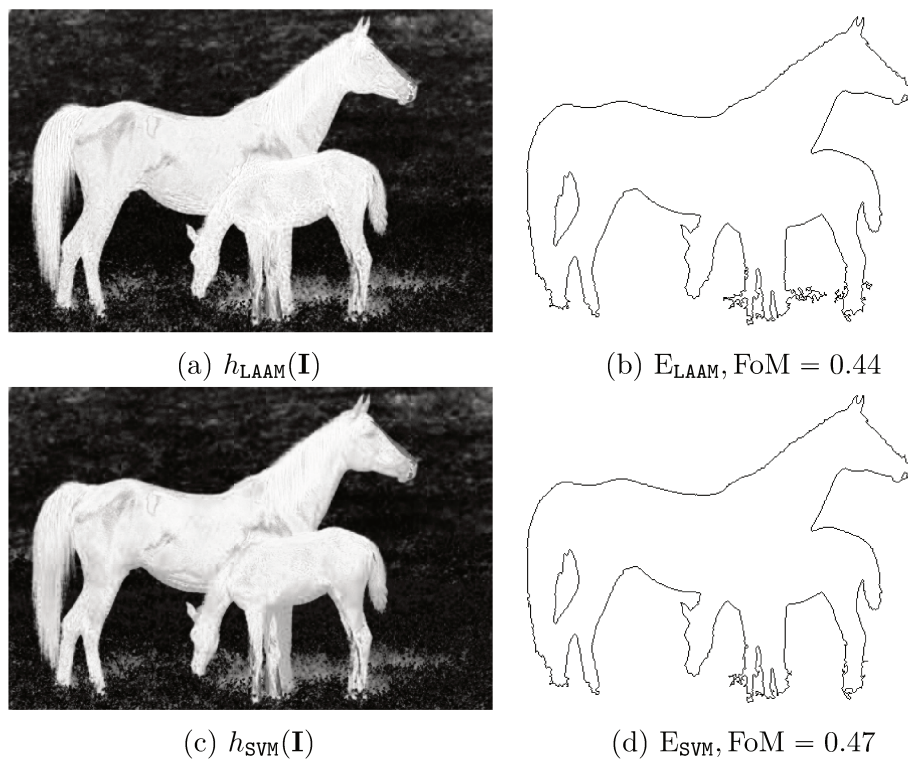 (a) h_LAAM(I)
(b) E_LAAM, FoM = 0.44
(c) h_SVM(I)
(d) E_SVM, FoM = 0.47